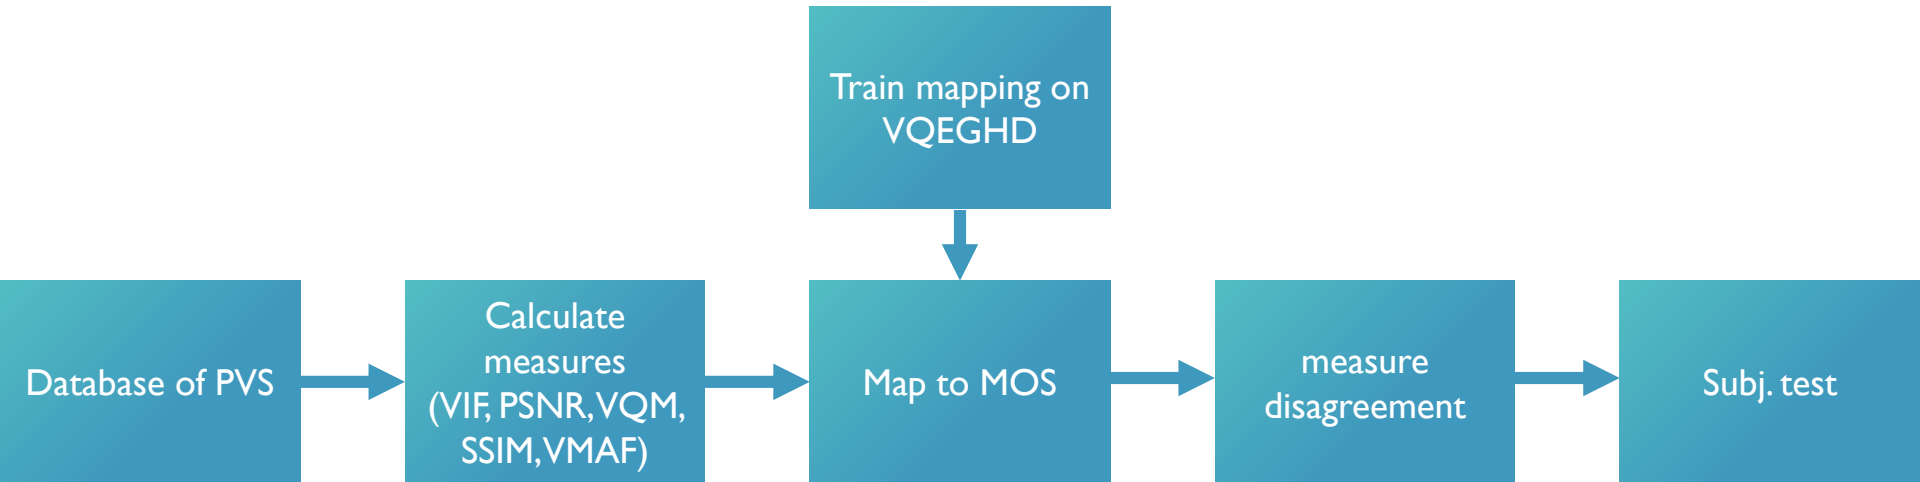 Train mapping on
VQEGHD
Database of PVS
Calculate
measures
(VIF, PSNR, VQM,
SSIM, VMAF)
Map to MOS
measure
disagreement
Subj. test